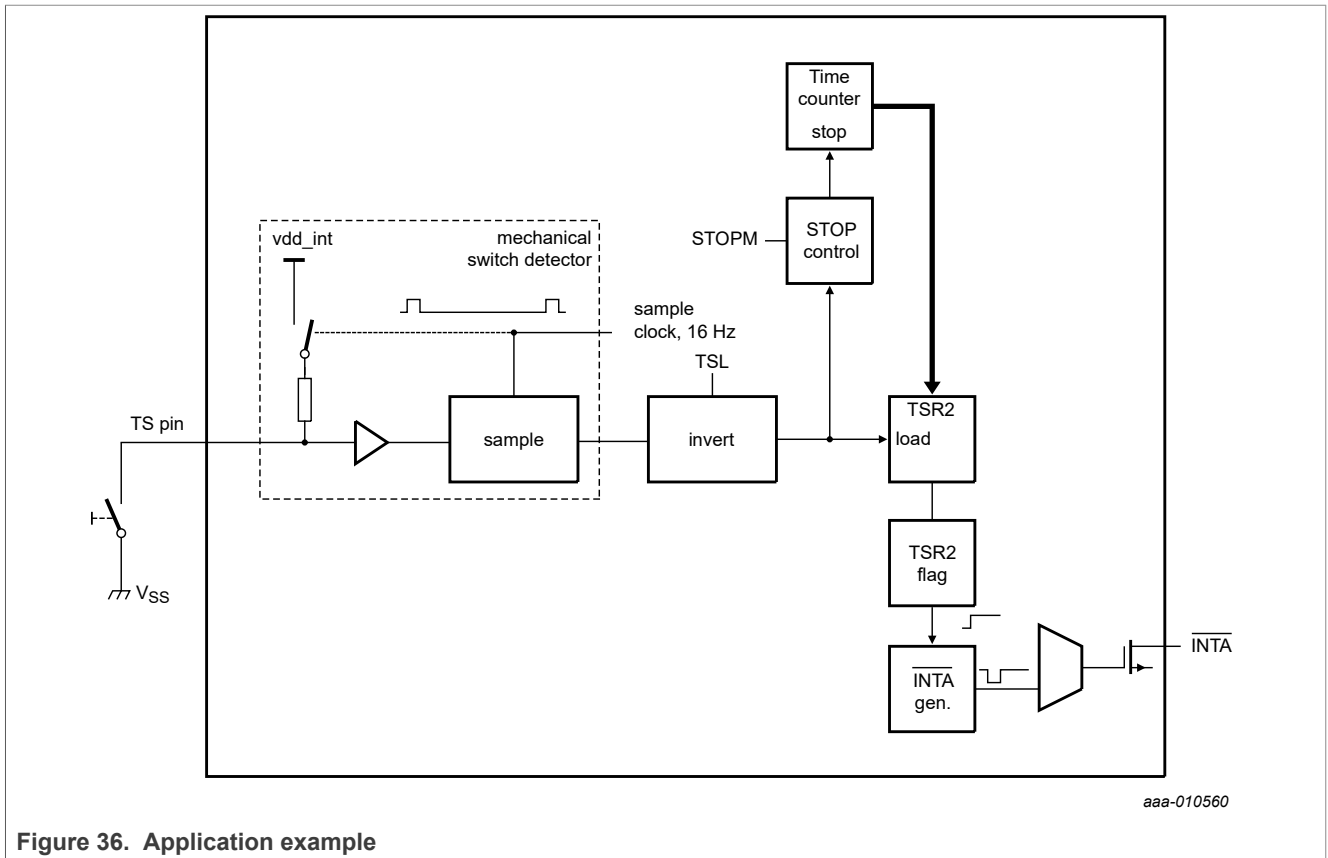 Time
counter
stop
STOPM
STOP
control
vdd_int
mechanical
switch detector
sample
clock, 16 Hz
TSL
TS pin
sample
invert
TSR2
load
TSR2
flag
VSS
INTA
gen.
INTA
aaa-010560
Figure 36. Application example